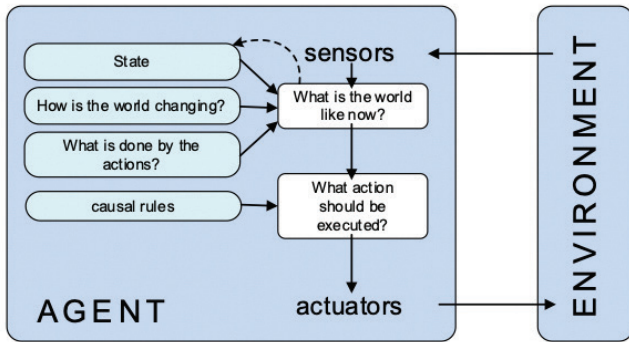 State
sensors
How is the world changing?
What is the world
like now?
What is done by the
actions?
causal rules
What action
should be
executed?
AGENT
actuators
ENVIRONMENT